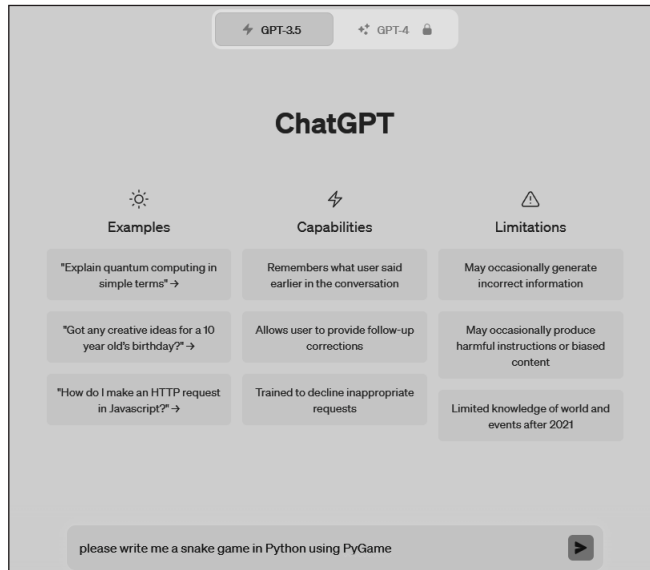 GPT-3.5
GPT-4
ChatGPT
Examples
"Explain quantum computing in
simple terms" →
"Got any creative ideas for a 10
year old's birthday?" →
"How do I make an HTTP request
in Javascript?" →
Capabilities
Remembers what user said
earlier in the conversation
Allows user to provide follow-up
corrections
Trained to decline inappropriate
requests
Limitations
May occasionally generate
incorrect information
May occasionally produce
harmful instructions or biased
content
Limited knowledge of world and
events after 2021
please write me a snake game in Python using PyGame